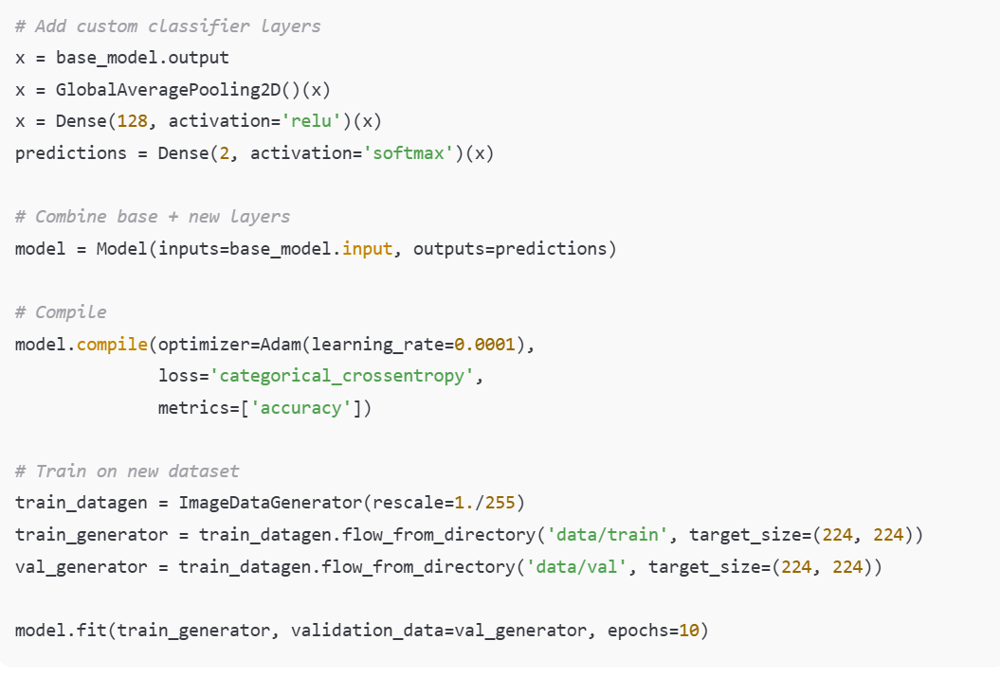 # Add custom classifier layers
x = base_model.output
x = GlobalAveragePooling2D()(x)
x = Dense(128, activation='relu')(x)
predictions = Dense(2, activation='softmax')(x)
# Combine base + new layers
model = Model(inputs=base_model.input, outputs=predictions)
# Compile
model.compile(optimizer=Adam(learning_rate=0.0001),
              loss='categorical_crossentropy',
              metrics=['accuracy'])
# Train on new dataset
train_datagen = ImageDataGenerator(rescale=1./255)
train_generator = train_datagen.flow_from_directory('data/train', target_size=(224, 224))
val_generator = train_datagen.flow_from_directory('data/val', target_size=(224, 224))
model.fit(train_generator, validation_data=val_generator, epochs=10)